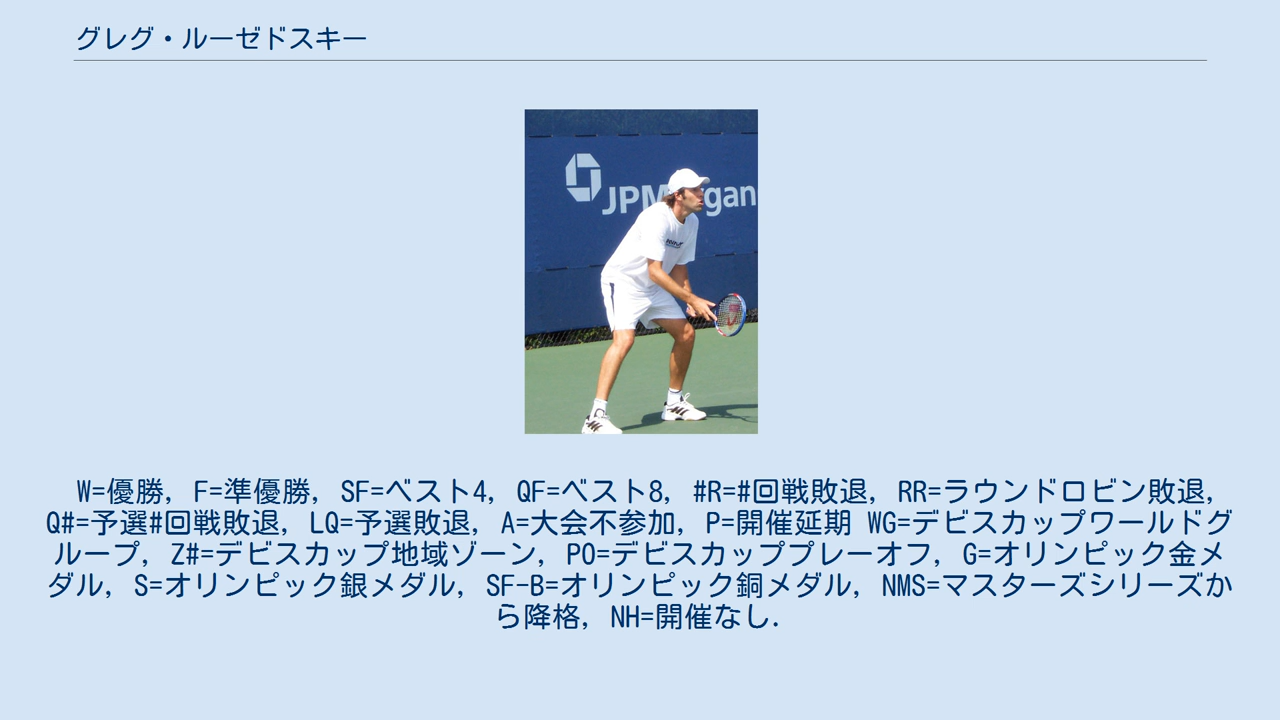 グレグ・ルーゼドスキー
JPMorgan
W=優勝, F=準優勝, SF=ベスト4, QF=ベスト8, #R=#回戦敗退, RR=ラウンドロビン敗退,
Q#=予選#回戦敗退, LQ=予選敗退, A=大会不参加, P=開催延期 WG=デビスカップワールドグ
ループ, Z#=デビスカップ地域ゾーン, PO=デビスカッププレーオフ, G=オリンピック金メ
ダル, S=オリンピック銀メダル, SF-B=オリンピック銅メダル, NMS=マスターズシリーズか
ら降格, NH=開催なし.